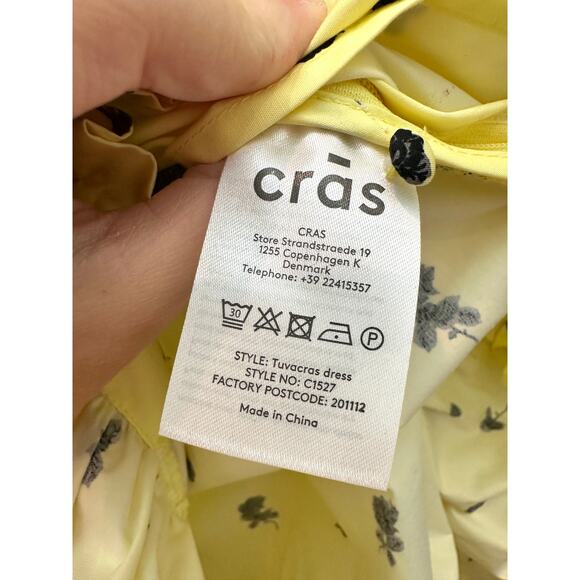 crās
CRAS
Store Strandstraede 19
1255 Copenhagen K
Denmark
Telephone: +39 22415357
30
P
STYLE: Tuvacras dress
STYLE NO: C1527
FACTORY POSTCODE: 201112
Made in China